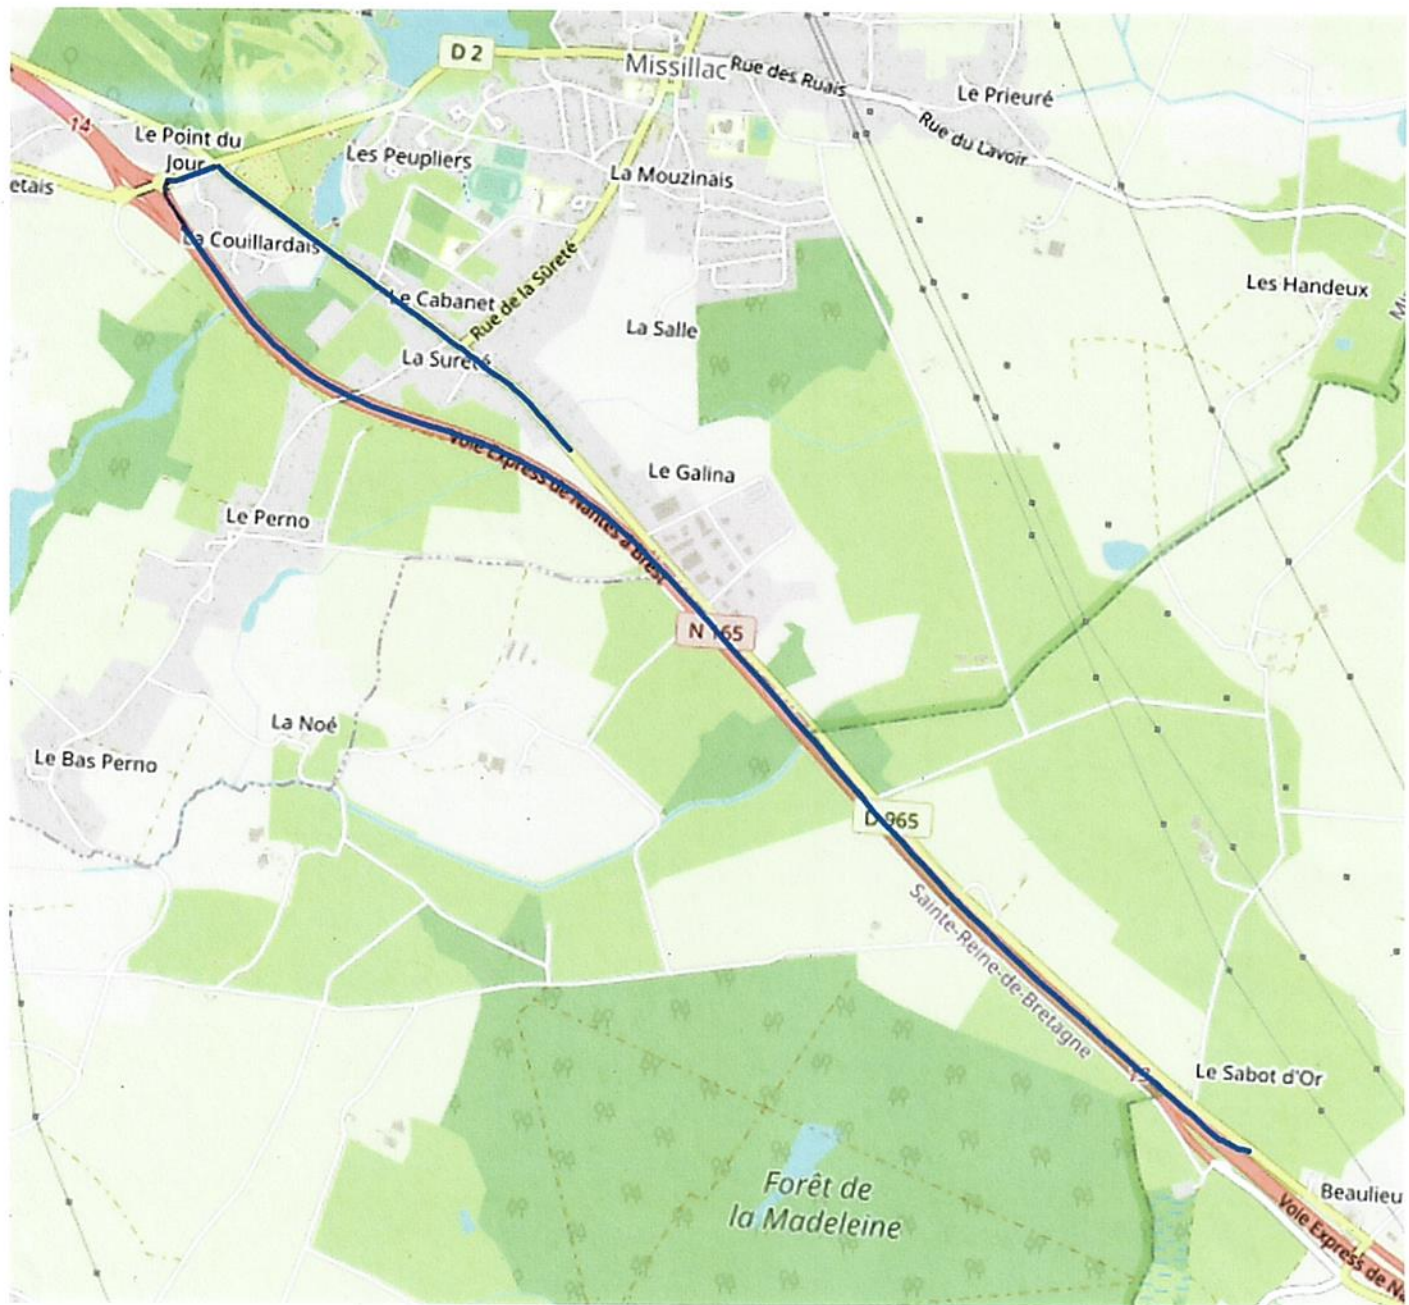 D 2
Missillac
Rue des Ruais
Le Prieuré
14
Le Point du
Jour
Les Peupliers
Rue du Lavoir
etais
La Mouzinais
La Couillardais
Rue de la Sûreté
Les Handeux
Le Cabanet
La Salle
La Sureté
Voie Express de Nantes à Brest
Le Galina
Le Perno
N 165
La Noé
Le Bas Perno
D 965
Sainte-Reine-de-Bretagne
Le Sabot d'Or
Forêt de
la Madeleine
Beaulieu
Voie Express de Na